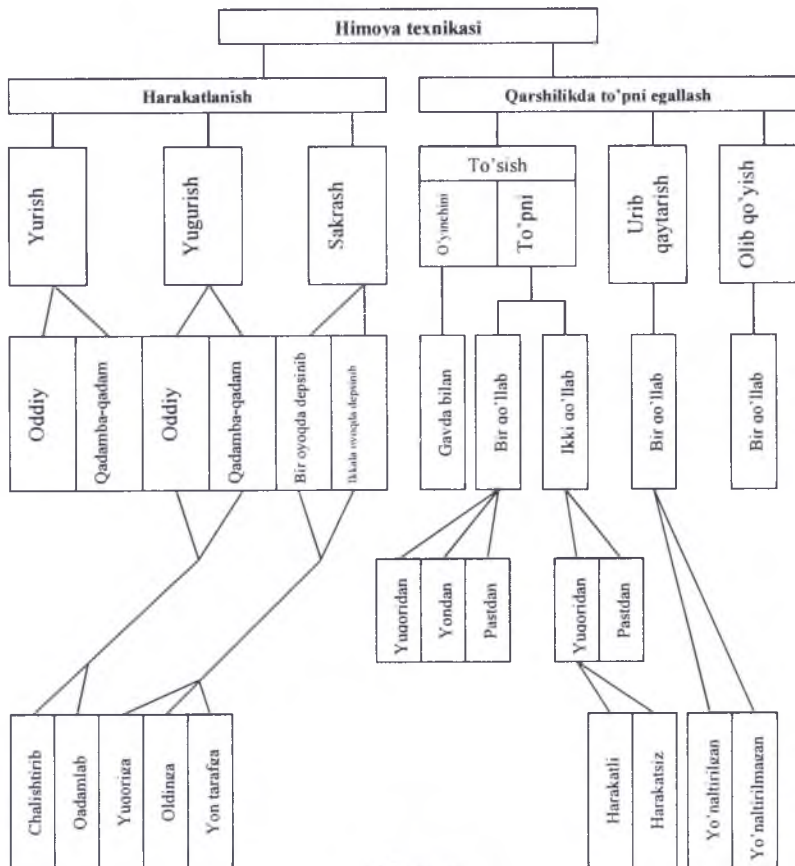 Himova texnikasi
Harakatlanish
Qarshilikda to'pni egallash
Yurish
Yugurish
Sakrash
To'sish
O'yinchini
To'pni
Urib
qaytarish
Olib qo'yish
Oddiy
Qadamba-qadam
Oddiy
Qadamba-qadam
Bir oyoqda depsinib
Ikkala oyoqda depsinib
Gavda bilan
Bir qo'llab
Ikki qo'llab
Bir qo'llab
Bir qo'llab
Yuqoridan
Yondan
Pastdan
Yuqoridan
Pastdan
Chalishtirib
Qadamlab
Yuqoriga
Oldinga
Yon tarafga
Harakatli
Harakatsiz
Yo'naltirilgan
Yo'naltirilmagan